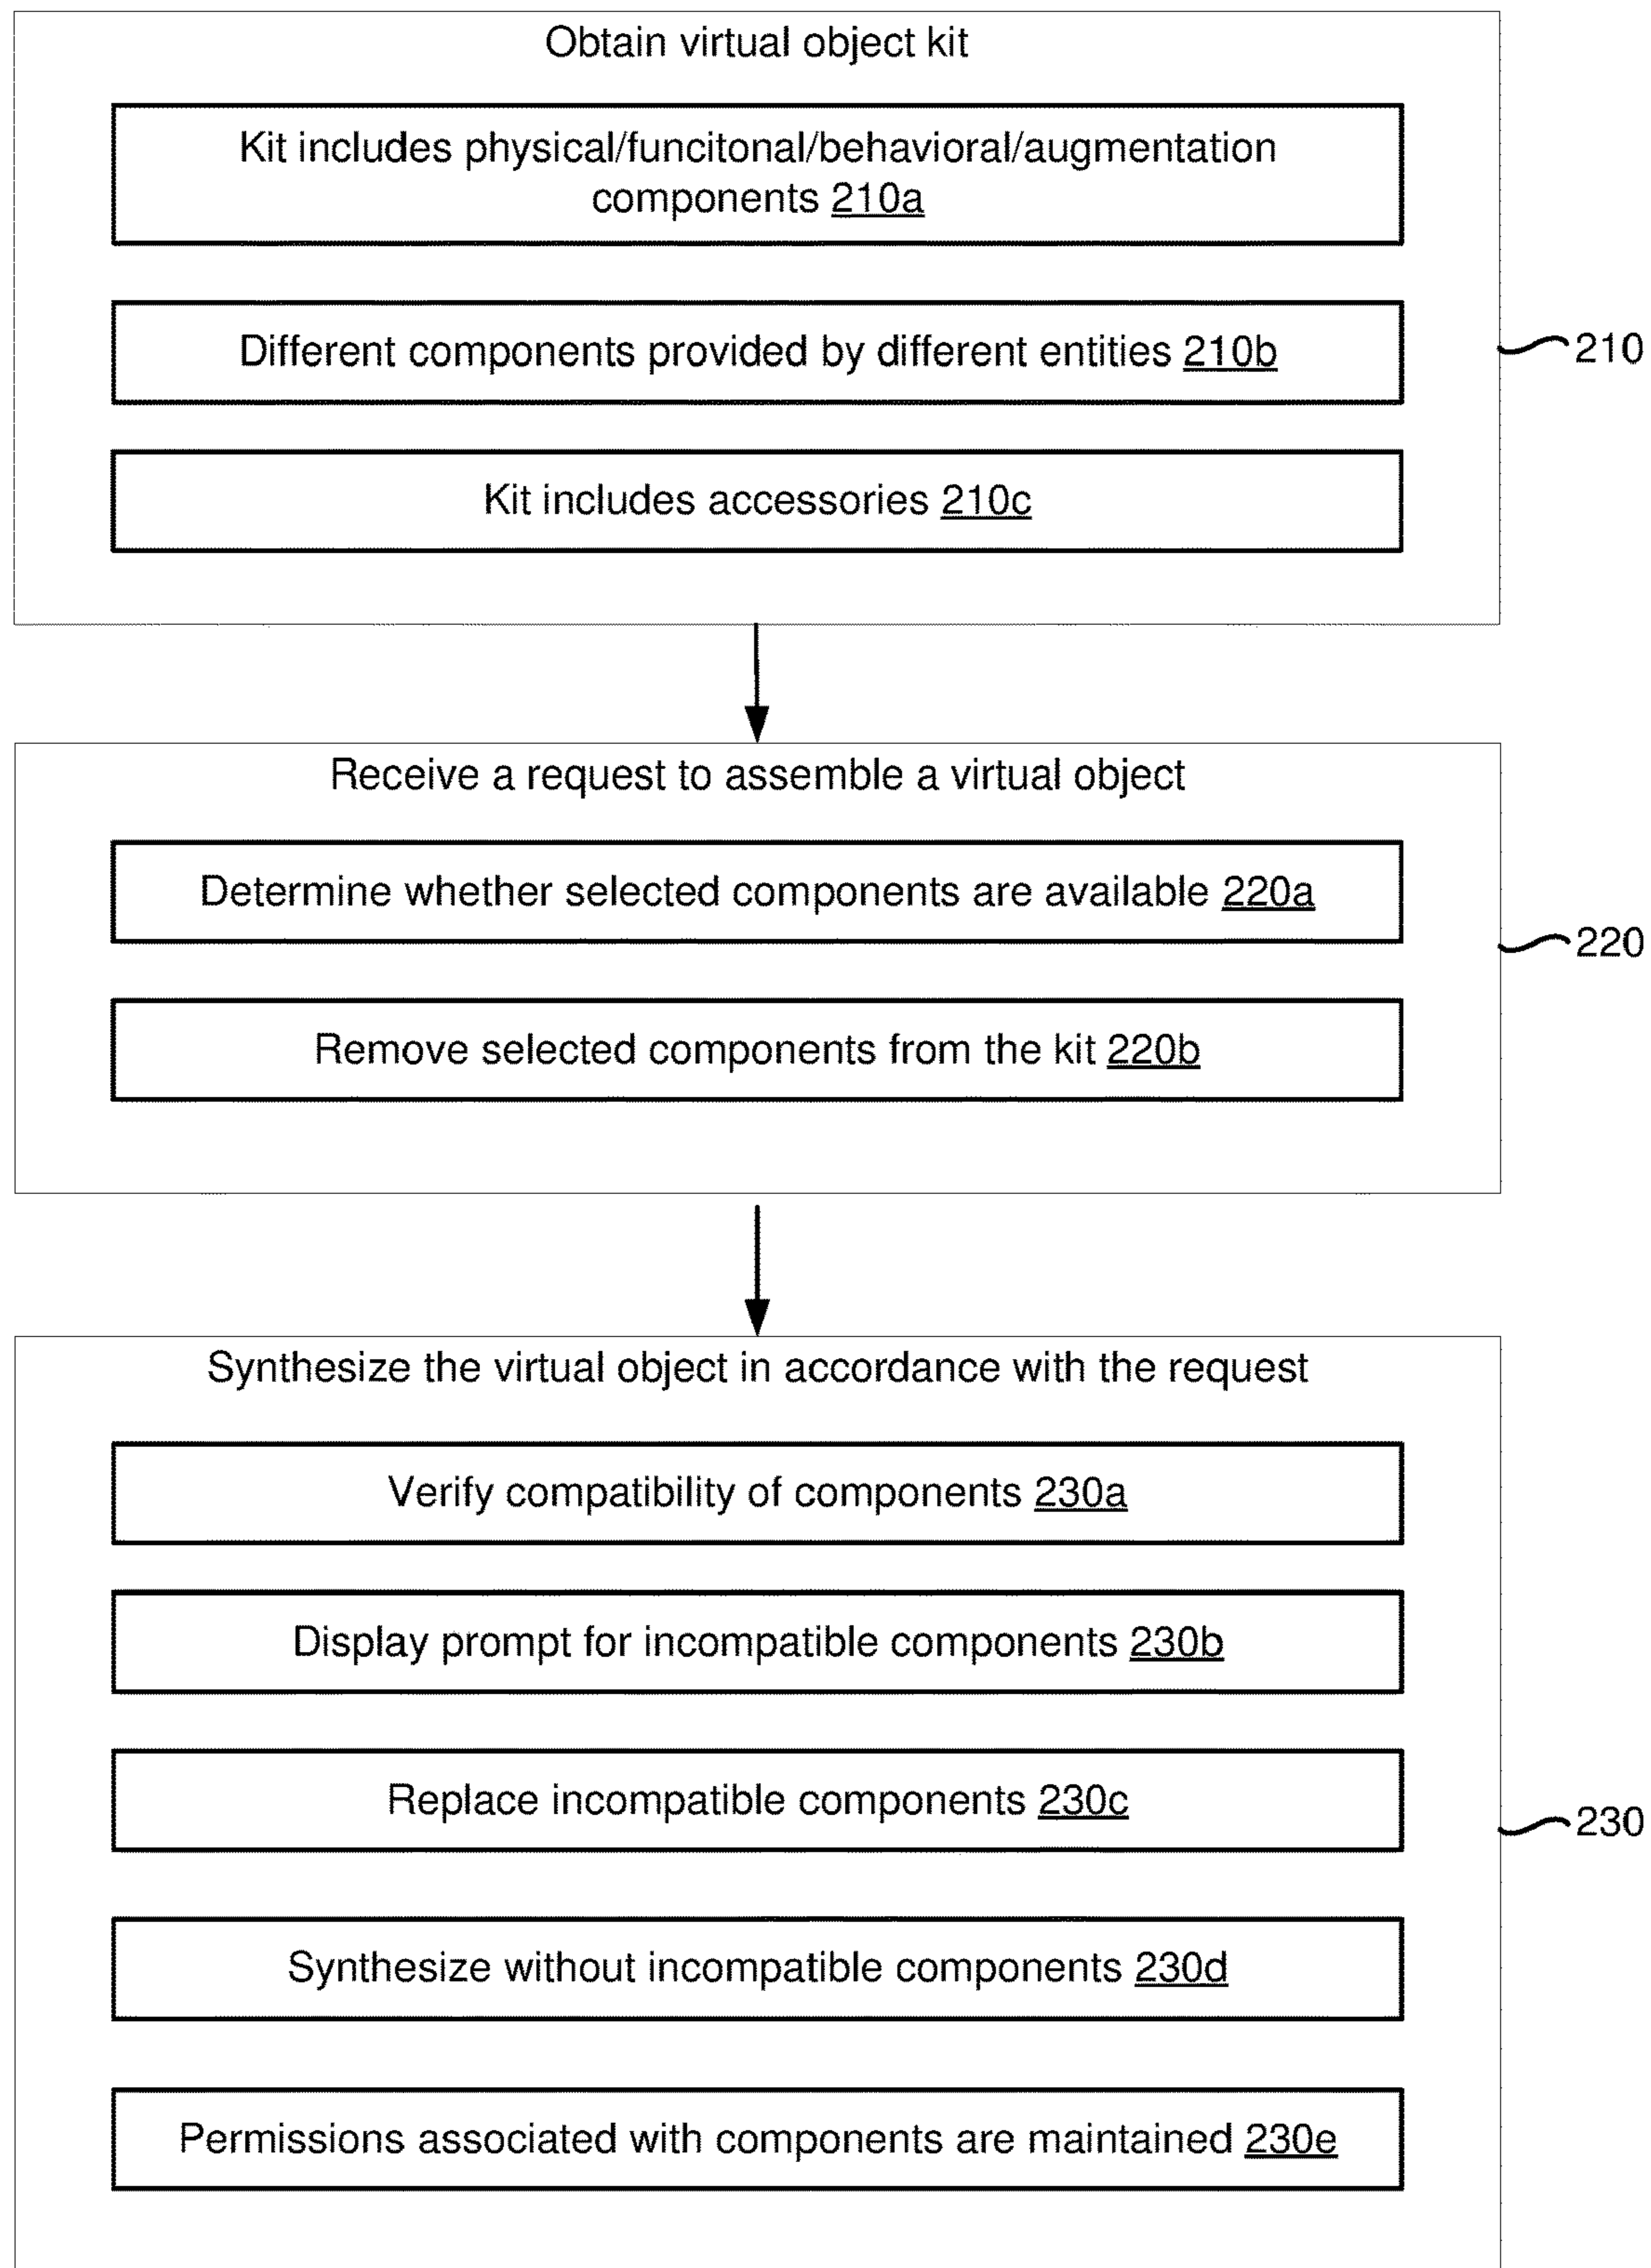 Obtain virtual object kit
Kit includes physical/funcitonal/behavioral/augmentation
components 210a
Different components provided by different entities 210b
210
Kit includes accessories 210c
Receive a request to assemble a virtual object
Determine whether selected components are available 220a
220
Remove selected components from the kit 220b
Synthesize the virtual object in accordance with the request
Verify compatibility of components 230a
Display prompt for incompatible components 230b
Replace incompatible components 230c
230
Synthesize without incompatible components 230d
Permissions associated with components are maintained 230e